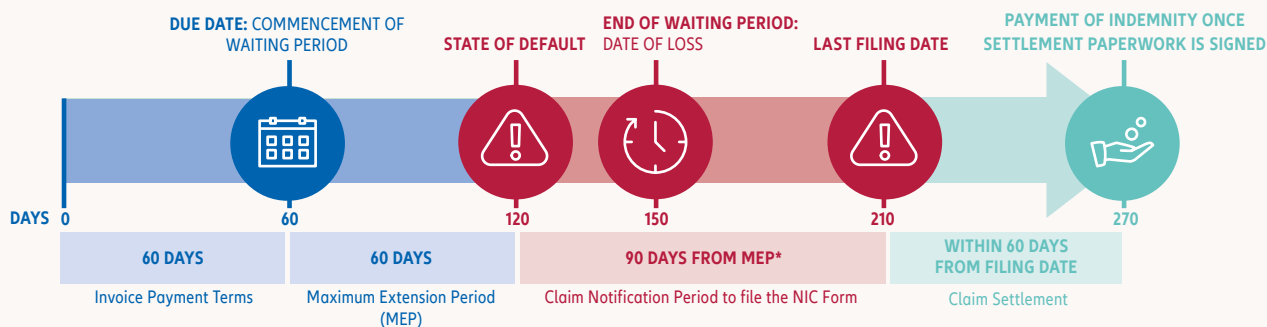 DUE DATE: COMMENCEMENT OF
WAITING PERIOD
STATE OF DEFAULT
END OF WAITING PERIOD:
DATE OF LOSS
LAST FILING DATE
PAYMENT OF INDEMNITY ONCE
SETTLEMENT PAPERWORK IS SIGNED
DAYS 0 60 120 150 210 270
60 DAYS
60 DAYS
90 DAYS FROM MEP*
WITHIN 60 DAYS
FROM FILING DATE
Invoice Payment Terms
Maximum Extension Period
(MEP)
Claim Notification Period to file the NIC Form
Claim Settlement